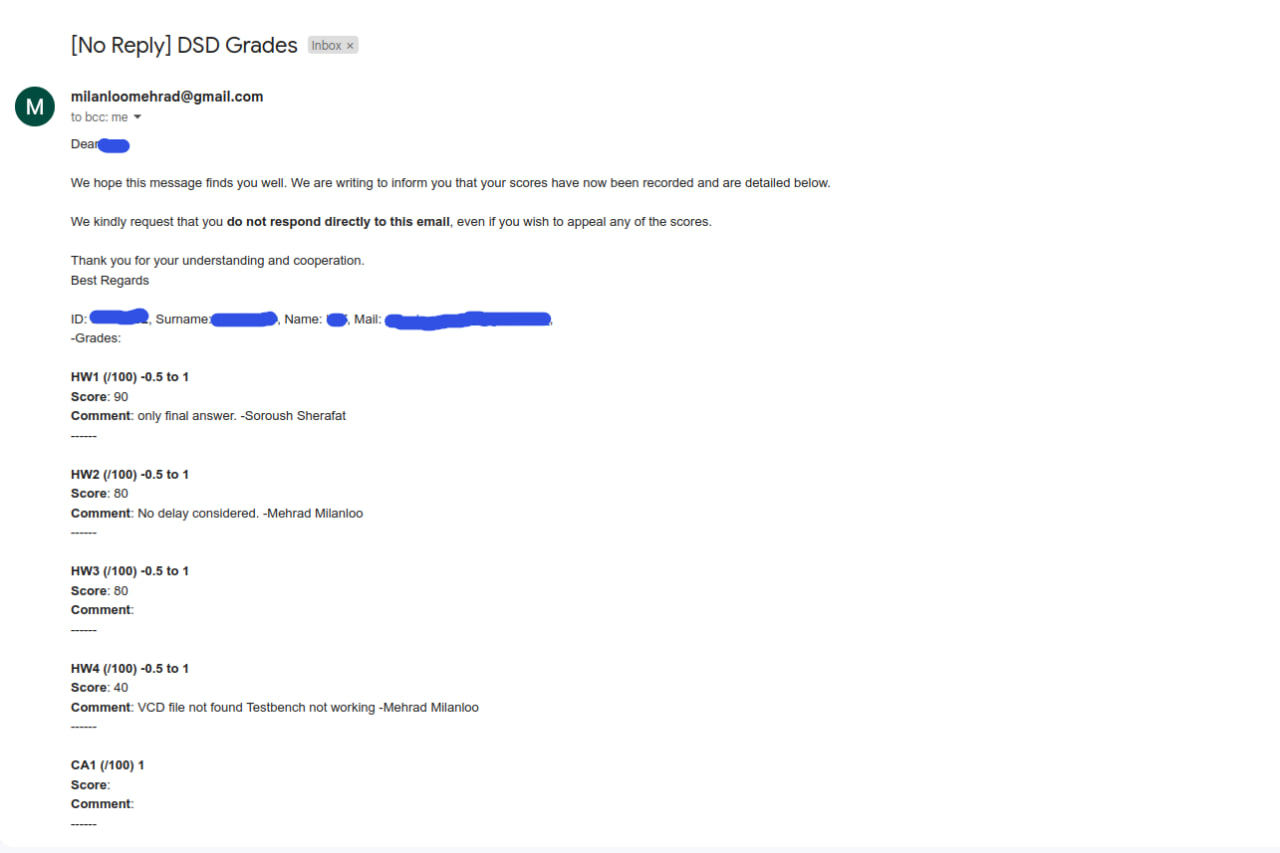 [No Reply] DSD Grades Inbox ×
M
milanloomehrad@gmail.com
to bcc: me
Dear
We hope this message finds you well. We are writing to inform you that your scores have now been recorded and are detailed below.
We kindly request that you do not respond directly to this email, even if you wish to appeal any of the scores.
Thank you for your understanding and cooperation.
Best Regards
ID: , Surname: , Name: , Mail: ,
-Grades:
HW1 (/100) -0.5 to 1
Score: 90
Comment: only final answer. -Soroush Sherafat
------
HW2 (/100) -0.5 to 1
Score: 80
Comment: No delay considered. -Mehrad Milanloo
------
HW3 (/100) -0.5 to 1
Score: 80
Comment:
------
HW4 (/100) -0.5 to 1
Score: 40
Comment: VCD file not found Testbench not working -Mehrad Milanloo
------
CA1 (/100) 1
Score:
Comment:
------